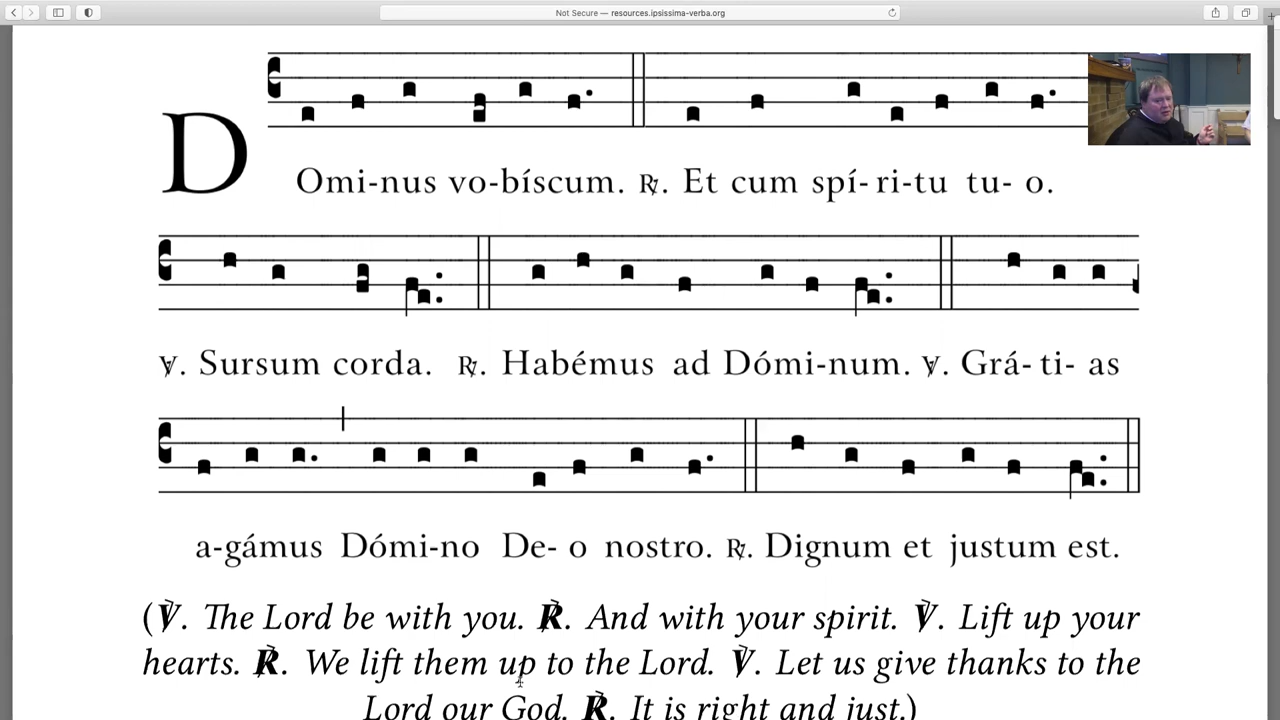 Not Secure — resources.ipsissima-verba.org
DOmi-nus vo-bíscum. ℟. Et cum spí-ri-tu tu- o.
℣. Sursum corda. ℟. Habémus ad Dómi-num. ℣. Grá-ti- as
a-gámus Dómi-no De- o nostro. ℟. Dignum et justum est.
(℣. The Lord be with you. ℟. And with your spirit. ℣. Lift up your
hearts. ℟. We lift them up to the Lord. ℣. Let us give thanks to the
Lord our God. ℟. It is right and just.)